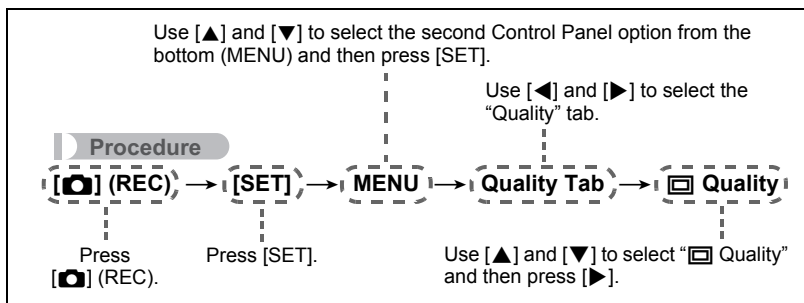 Use [▲] and [▼] to select the second Control Panel option from the
bottom (MENU) and then press [SET].
Use [◀] and [▶] to select the
“Quality” tab.
Procedure
[📷] (REC) → [SET] → MENU → Quality Tab → Quality
Press
[📷] (REC).
Press [SET].
Use [▲] and [▼] to select “ Quality”
and then press [▶].